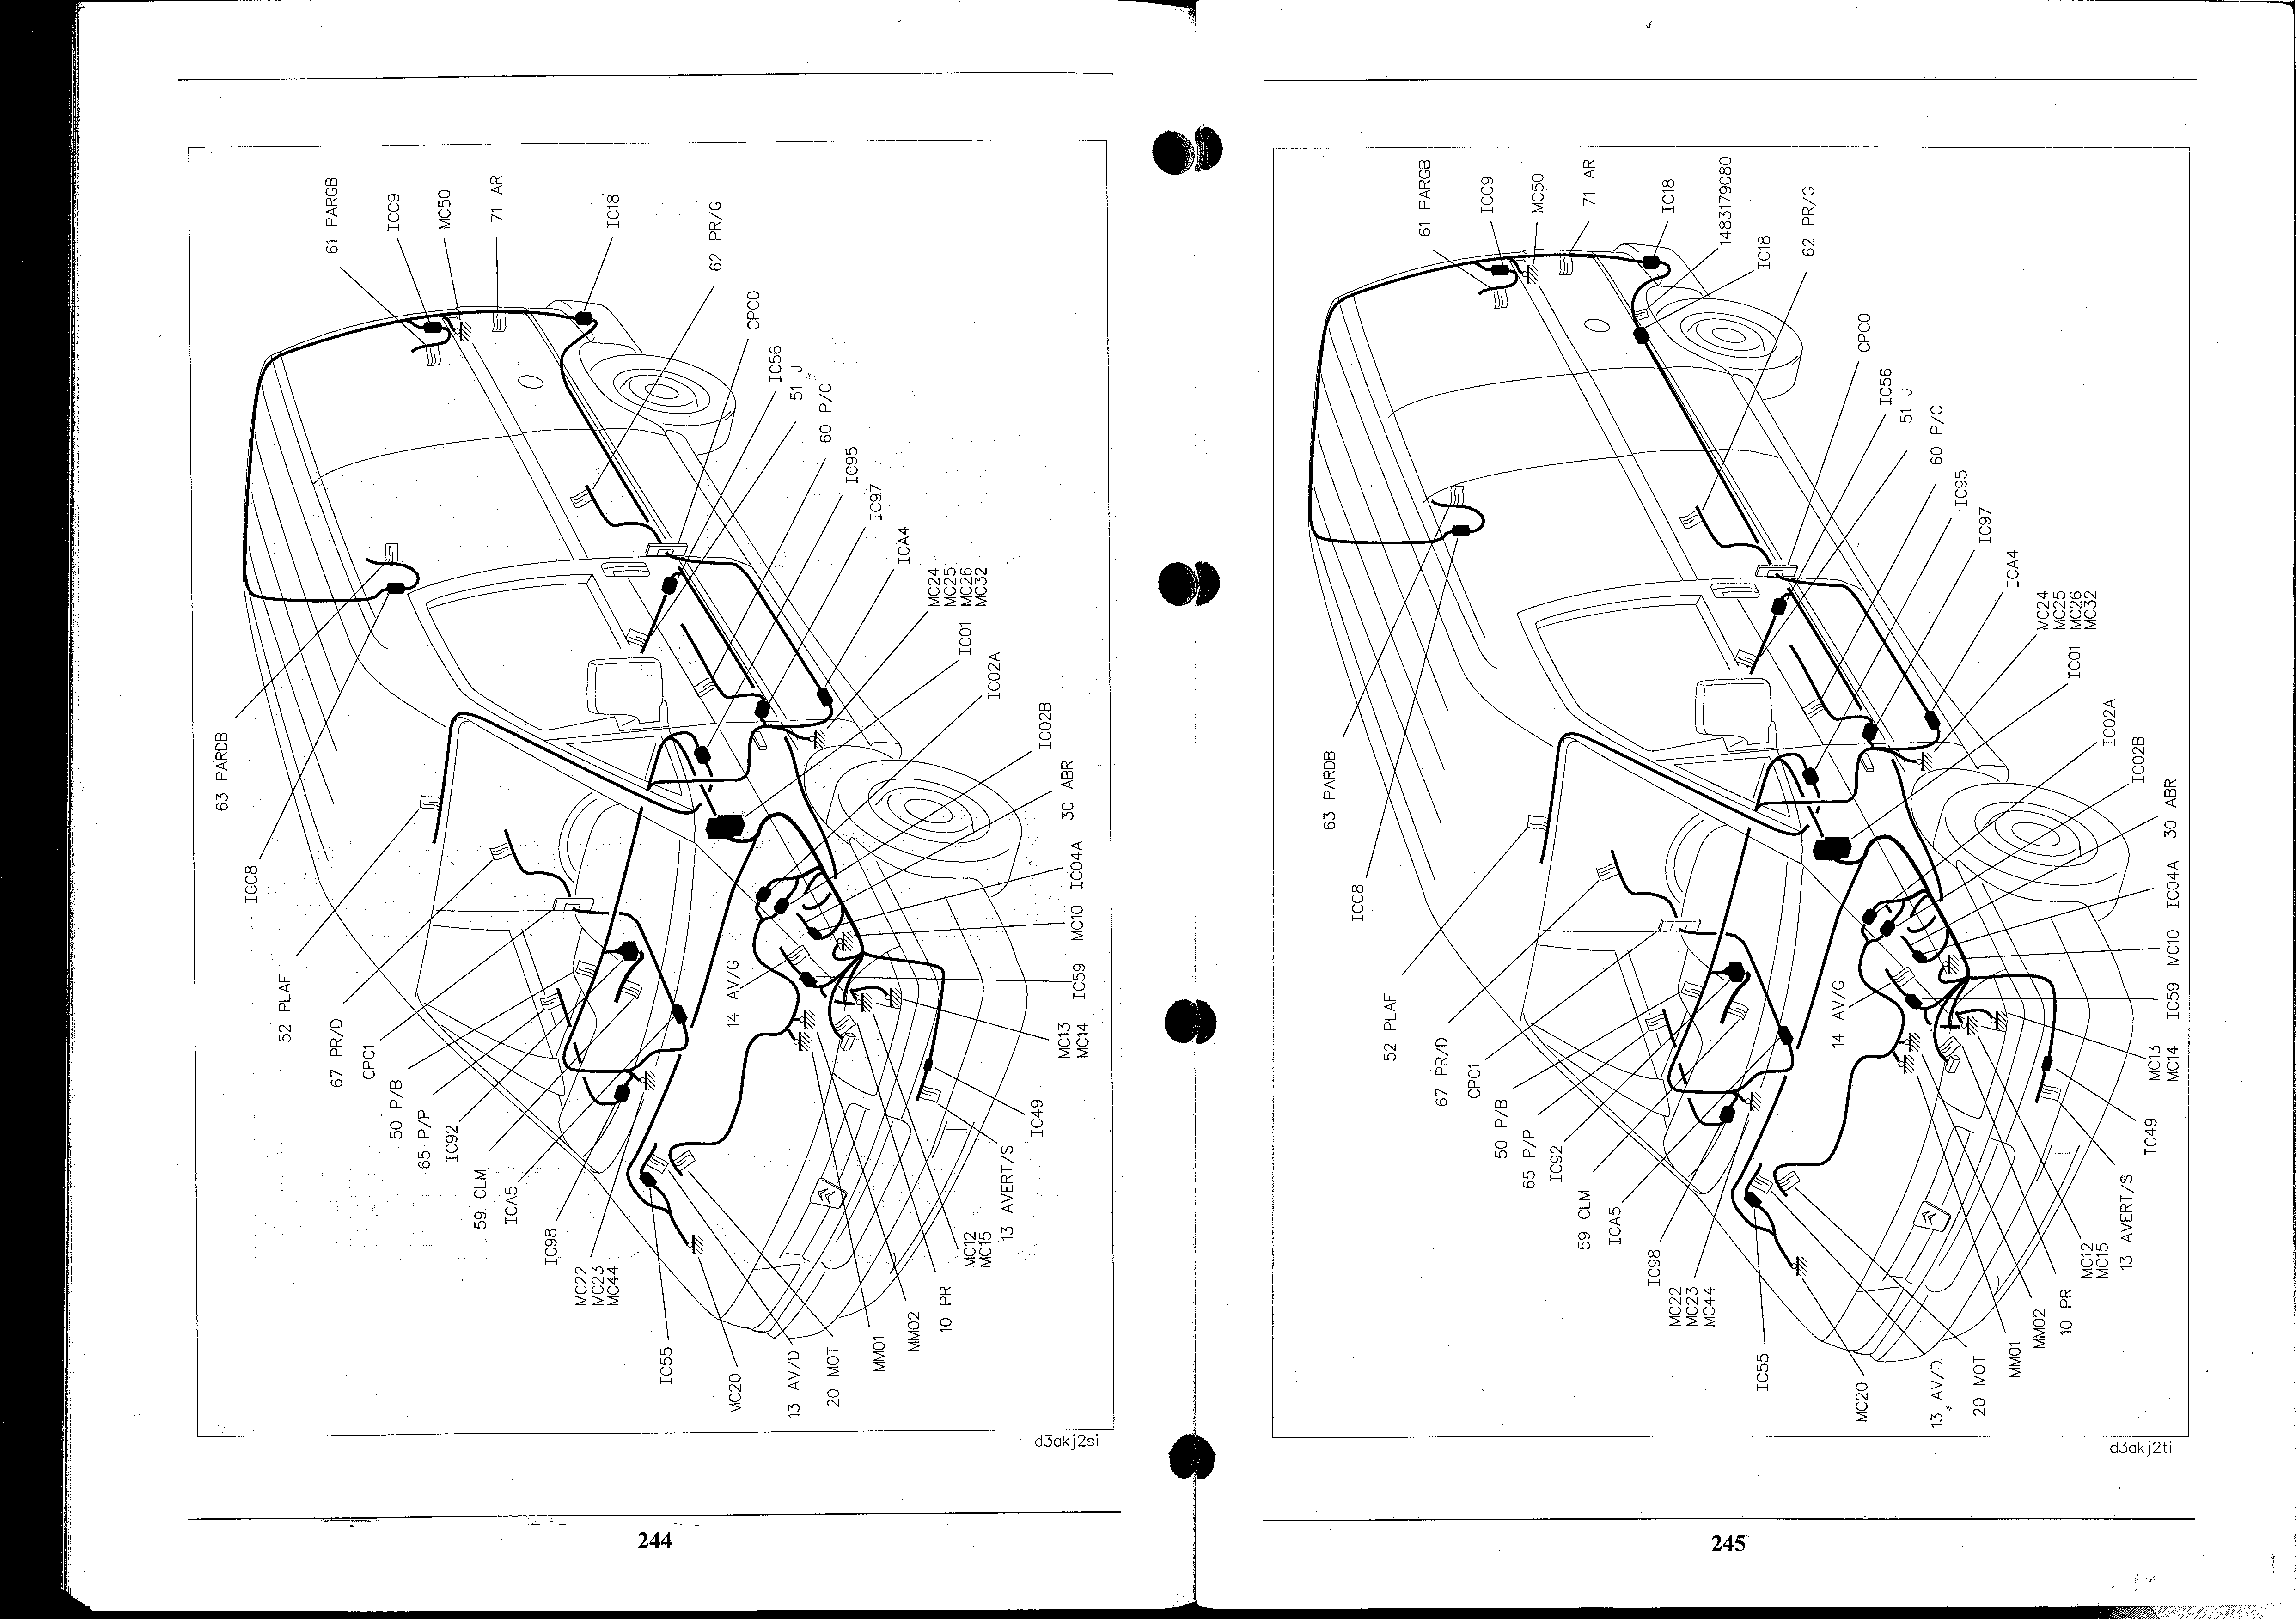 61 PARGB
ICC9
MC50
71 AR
IC18
62 PR/G
CPC0
IC56
51 J
60 P/C
IC95
IC97
ICA4
MC24
MC25
MC26
MC32
IC01
IC02A
IC02B
30 ABR
IC04A
MC10
IC59
MC13
MC14
IC49
13 AVERT/S
MC12
MC15
10 PR
MM02
MM01
20 MOT
13 AV/D
MC20
IC55
MC22
MC23
MC44
IC98
ICA5
59 CLM
IC92
65 P/P
50 P/B
CPC1
67 PR/D
52 PLAF
ICC8
63 PARDB
14 AV/G
d3akj2si
244
61 PARGB
ICC9
MC50
71 AR
IC18
1483179080
IC18
62 PR/G
CPC0
IC56
51 J
60 P/C
IC95
IC97
ICA4
MC24
MC25
MC26
MC32
IC01
IC02A
IC02B
30 ABR
IC04A
MC10
IC59
MC13
MC14
IC49
13 AVERT/S
MC12
MC15
10 PR
MM02
MM01
20 MOT
13 AV/D
MC20
IC55
MC22
MC23
MC44
IC98
ICA5
59 CLM
IC92
65 P/P
50 P/B
CPC1
67 PR/D
52 PLAF
ICC8
63 PARDB
14 AV/G
d3akj2ti
245